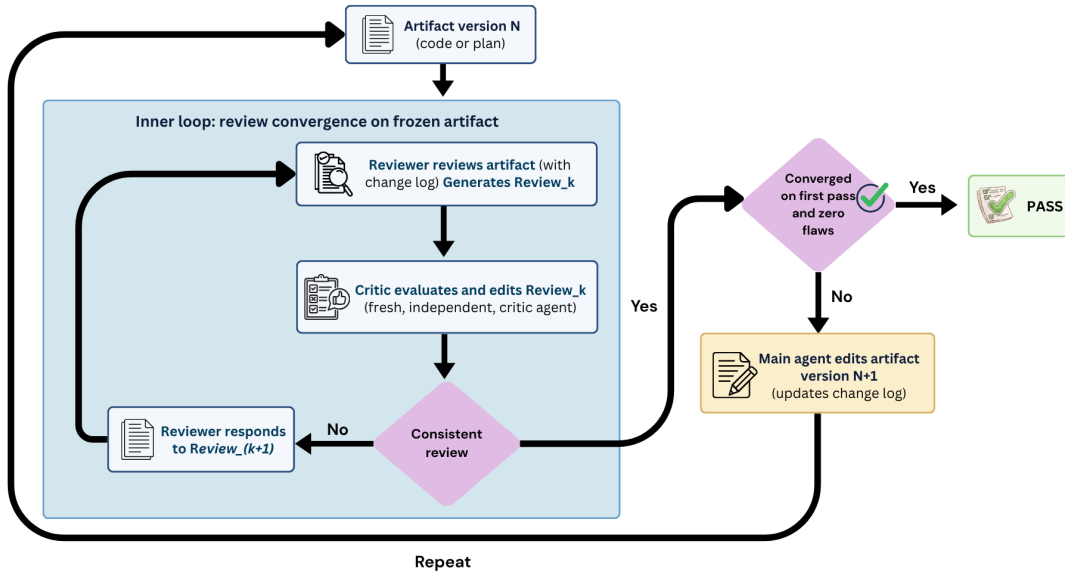 Artifact version N
(code or plan)
Inner loop: review convergence on frozen artifact
Reviewer reviews artifact (with
change log) Generates Review_k
Critic evaluates and edits Review_k
(fresh, independent, critic agent)
Consistent
review
No
Reviewer responds
to Review_(k+1)
Yes
Converged
on first pass
and zero
flaws
Yes
PASS
No
Main agent edits artifact
version N+1
(updates change log)
Repeat